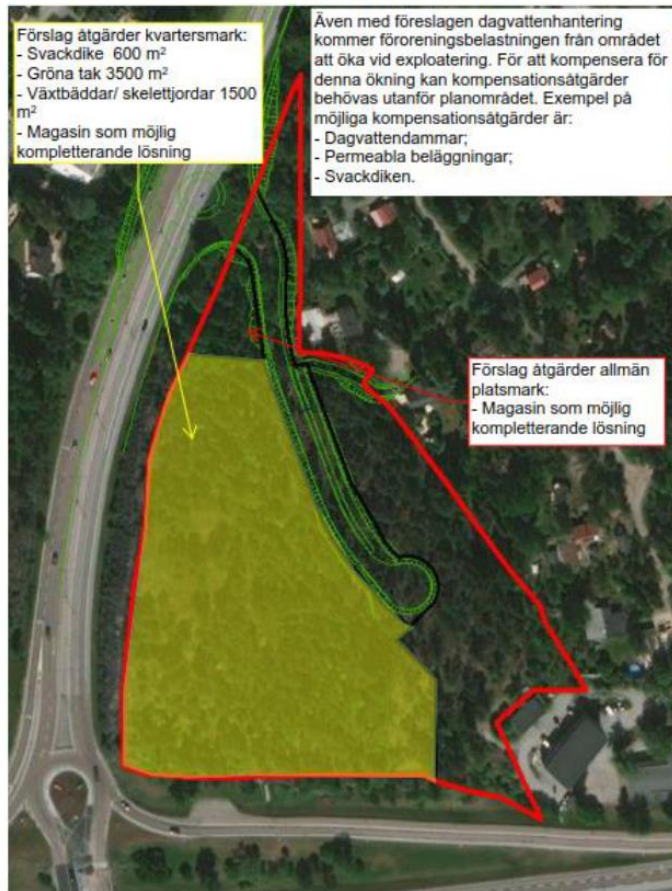 Förslag åtgärder kvartersmark:
- Svackdike  600 m²
- Gröna tak 3500 m²
- Växtbäddar/ skelettjordar 1500
m²
- Magasin som möjlig
kompletterande lösning
Även med föreslagen dagvattenhantering
kommer föroreningsbelastningen från området
att öka vid exploatering. För att kompensera för
denna ökning kan kompensationsåtgärder
behövas utanför planområdet. Exempel på
möjliga kompensationsåtgärder är:
- Dagvattendammar;
- Permeabla beläggningar;
- Svackdiken.
Förslag åtgärder allmän
platsmark:
- Magasin som möjlig
kompletterande lösning